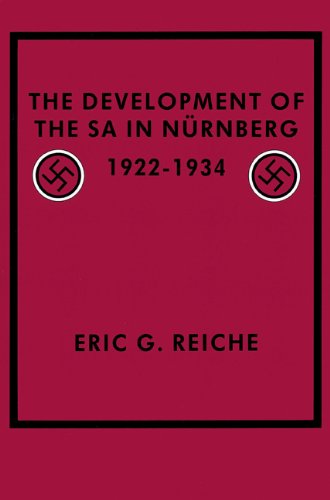 THE DEVELOPMENT OF
THE SA IN NÜRNBERG
1922-1934
ERIC G. REICHE